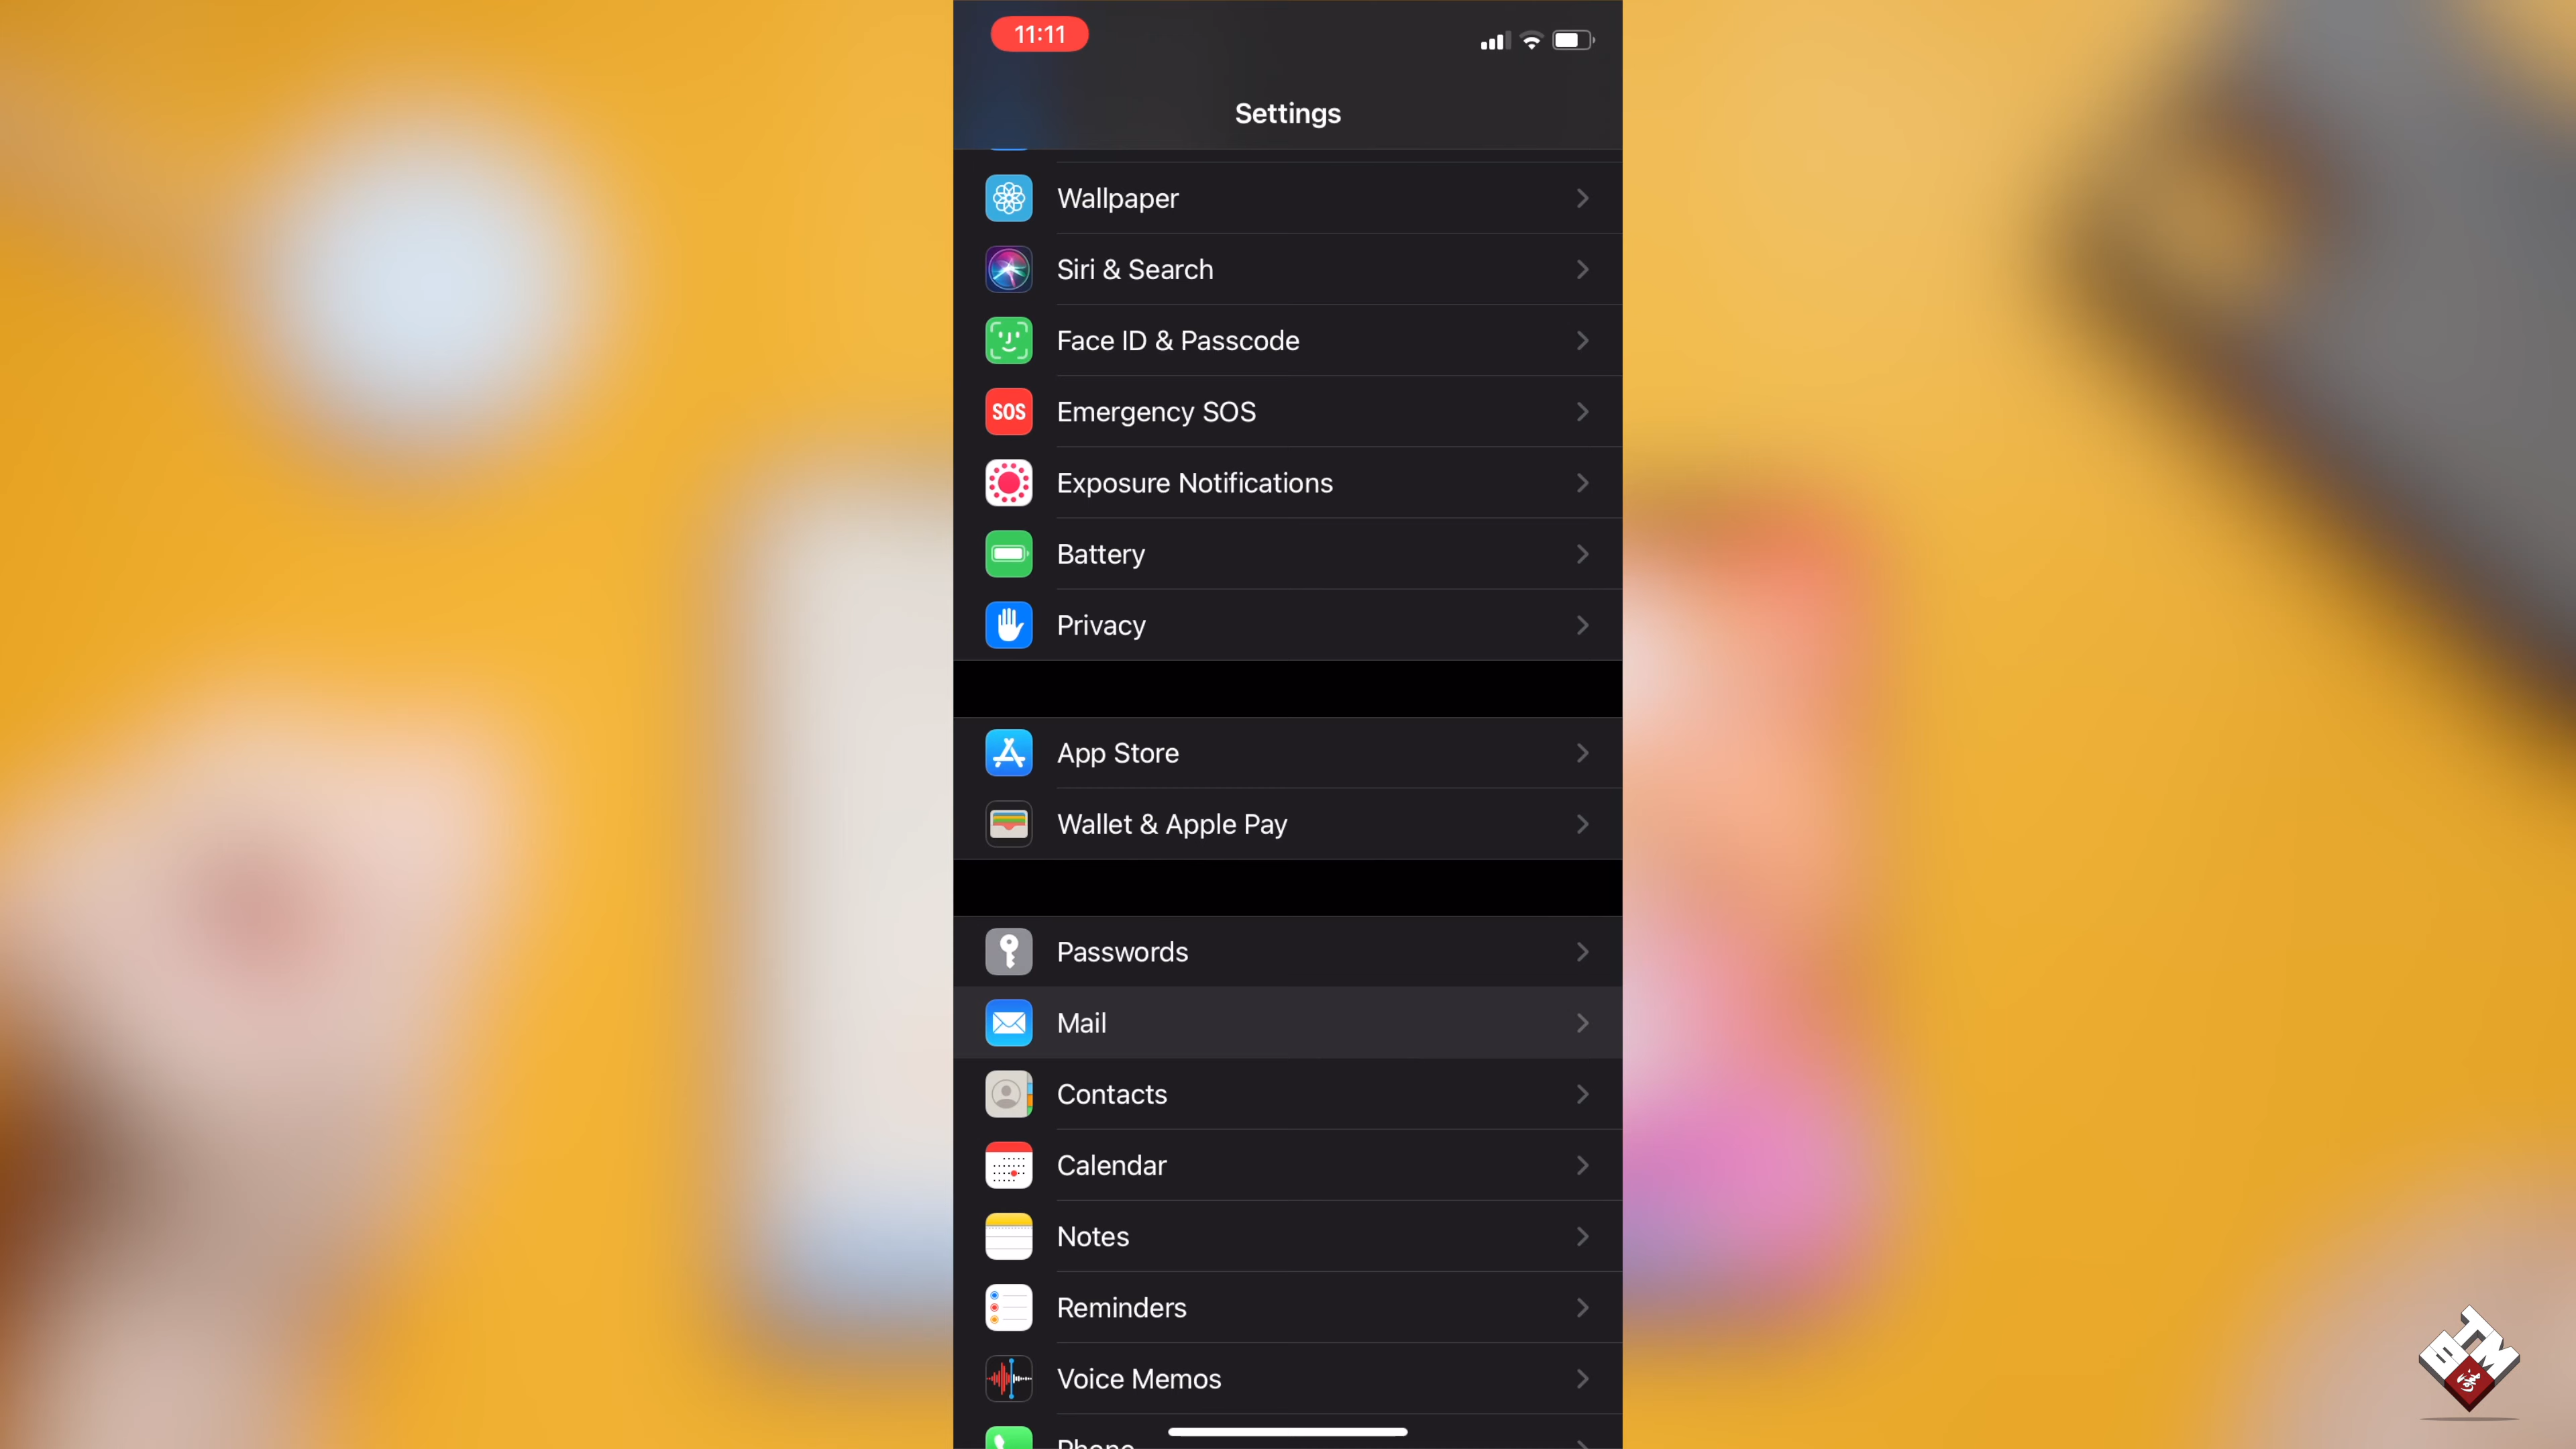 11:11
Settings
Wallpaper
Siri & Search
Face ID & Passcode
SOS
Emergency SOS
Exposure Notifications
Battery
Privacy
App Store
Wallet & Apple Pay
Passwords
Mail
Contacts
Calendar
Notes
Reminders
Voice Memos
Phone